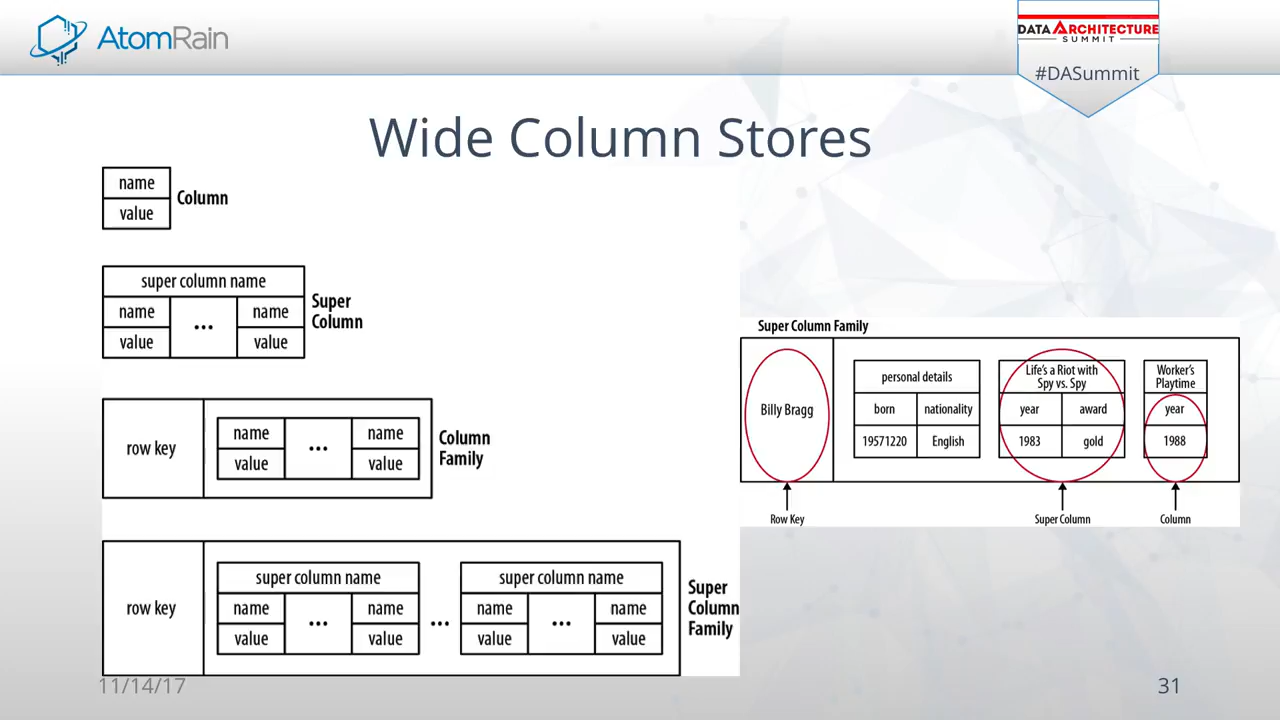 AtomRain
DATA ARCHITECTURE
SUMMIT
#DASummit
Wide Column Stores
name
value
Column
super column name
name ... name
value value
Super
Column
row key
name ... name
value value
Column
Family
row key
super column name ... super column name
name ... name name ... name
value value value value
Super
Column
Family
Super Column Family
Billy Bragg
personal details
born nationality
19571220 English
Life's a Riot with
Spy vs. Spy
year award
1983 gold
Worker's
Playtime
year
1988
Row Key
Super Column
Column
11/14/17
31